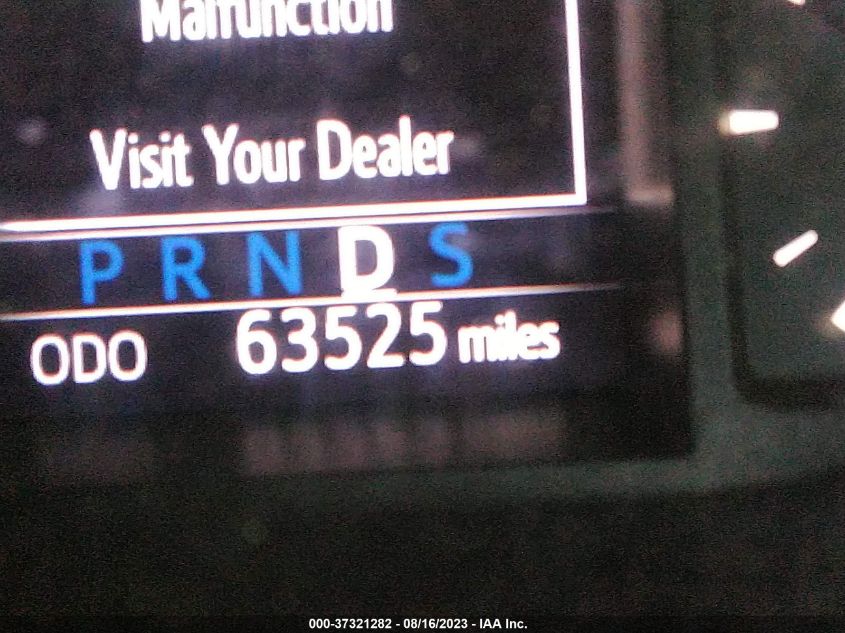 Malfunction
Visit Your Dealer
P R N D S
ODO 63525 miles
000-37321282 - 08/16/2023 - IAA Inc.